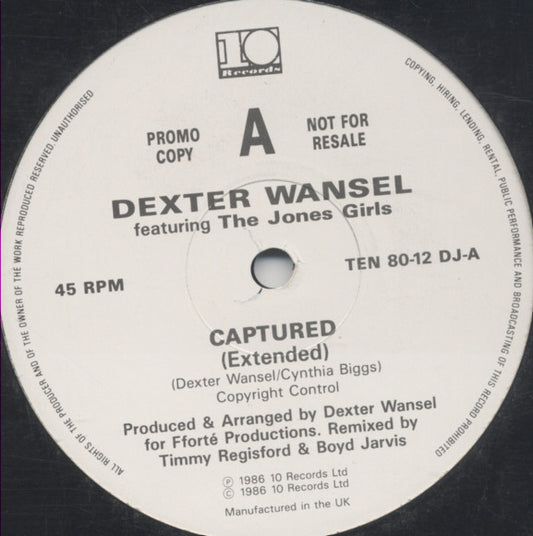 10
Records
PROMO
COPY
A
NOT FOR
RESALE
DEXTER WANSEL
featuring The Jones Girls
45 RPM
TEN 80-12 DJ-A
CAPTURED
(Extended)
(Dexter Wansel/Cynthia Biggs)
Copyright Control
Produced & Arranged by Dexter Wansel
for Fforté Productions. Remixed by
Timmy Regisford & Boyd Jarvis
℗ 1986 10 Records Ltd
© 1986 10 Records Ltd
Manufactured in the UK
ALL RIGHTS OF THE PRODUCER AND OF THE OWNER OF THE WORK REPRODUCED RESERVED. UNAUTHORISED
COPYING, HIRING, LENDING, RENTAL, PUBLIC PERFORMANCE AND BROADCASTING OF THIS RECORD PROHIBITED